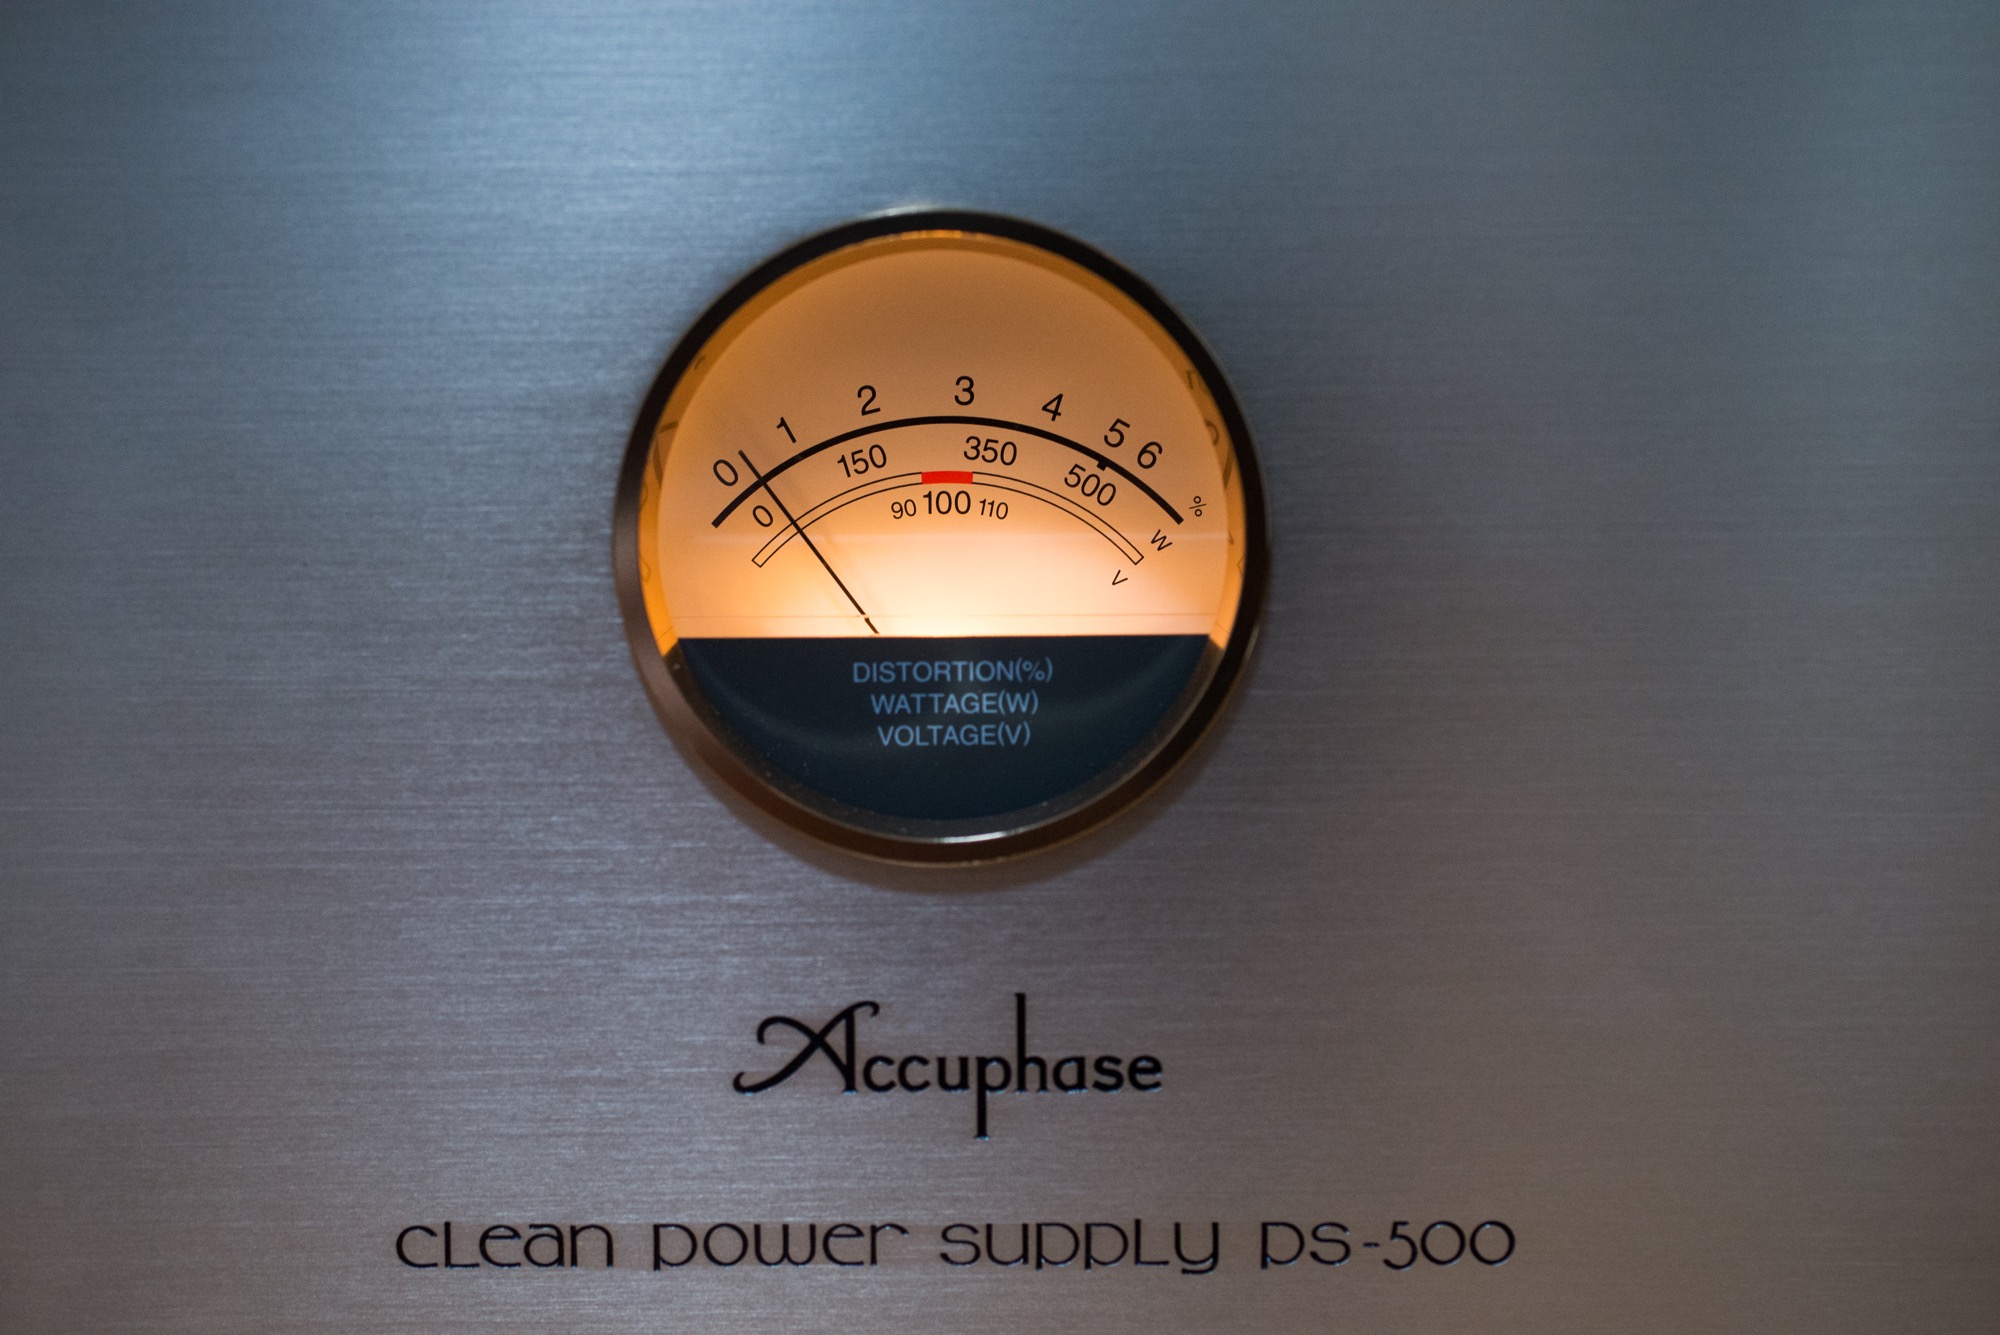 0 1 2 3 4 5 6 %
0 150 350 500 W
90 100 110 V
DISTORTION(%)
WATTAGE(W)
VOLTAGE(V)
Accuphase
CLEAN POWER SUPPLY PS-500